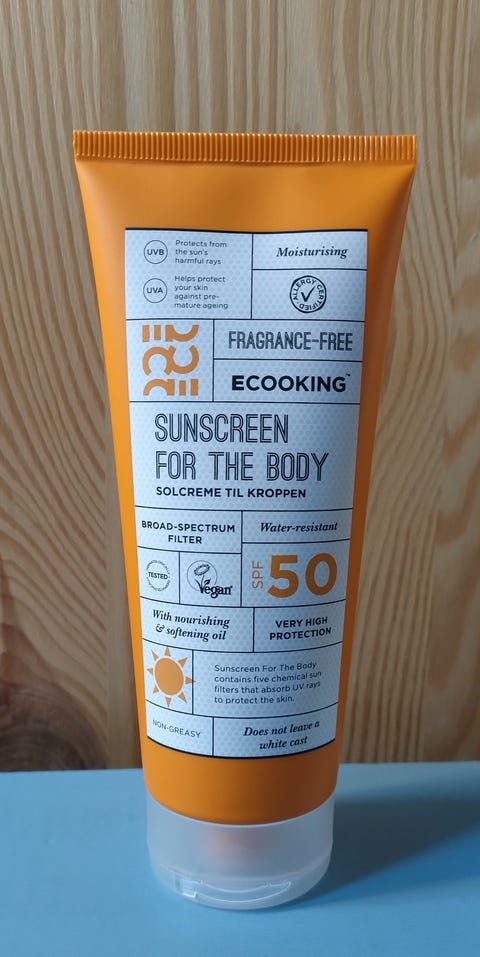 UVB
Protects from
the sun's
harmful rays
Moisturising
UVA
Helps protect
your skin
against pre-
mature ageing
ALLERGY CERTIFIED
FRAGRANCE-FREE
ECOOKING™
SUNSCREEN
FOR THE BODY
SOLCREME TIL KROPPEN
BROAD-SPECTRUM
FILTER
Water-resistant
TESTED
Vegan
SPF 50
With nourishing
& softening oil
VERY HIGH
PROTECTION
Sunscreen For The Body
contains five chemical sun
filters that absorb UV rays
to protect the skin.
NON-GREASY
Does not leave a
white cast